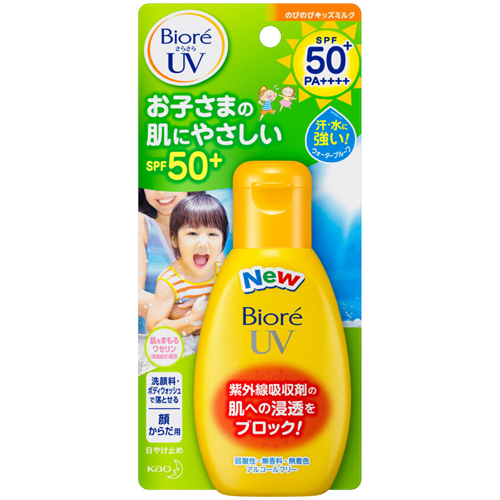 のびのびキッズミルク
Bioré
さらさら
UV
SPF
50+
PA++++
お子さまの
肌にやさしい
SPF50+
汗・水に
強い!
ウォータープルーフ
New
Bioré
UV
紫外線吸収剤の
肌への浸透を
ブロック!
肌をまもる
ワセリン
配合
洗顔料・
ボディウォッシュ
で落とせる
顔
からだ用
日やけ止め
弱酸性・無香料・無着色
アルコールフリー
Kao